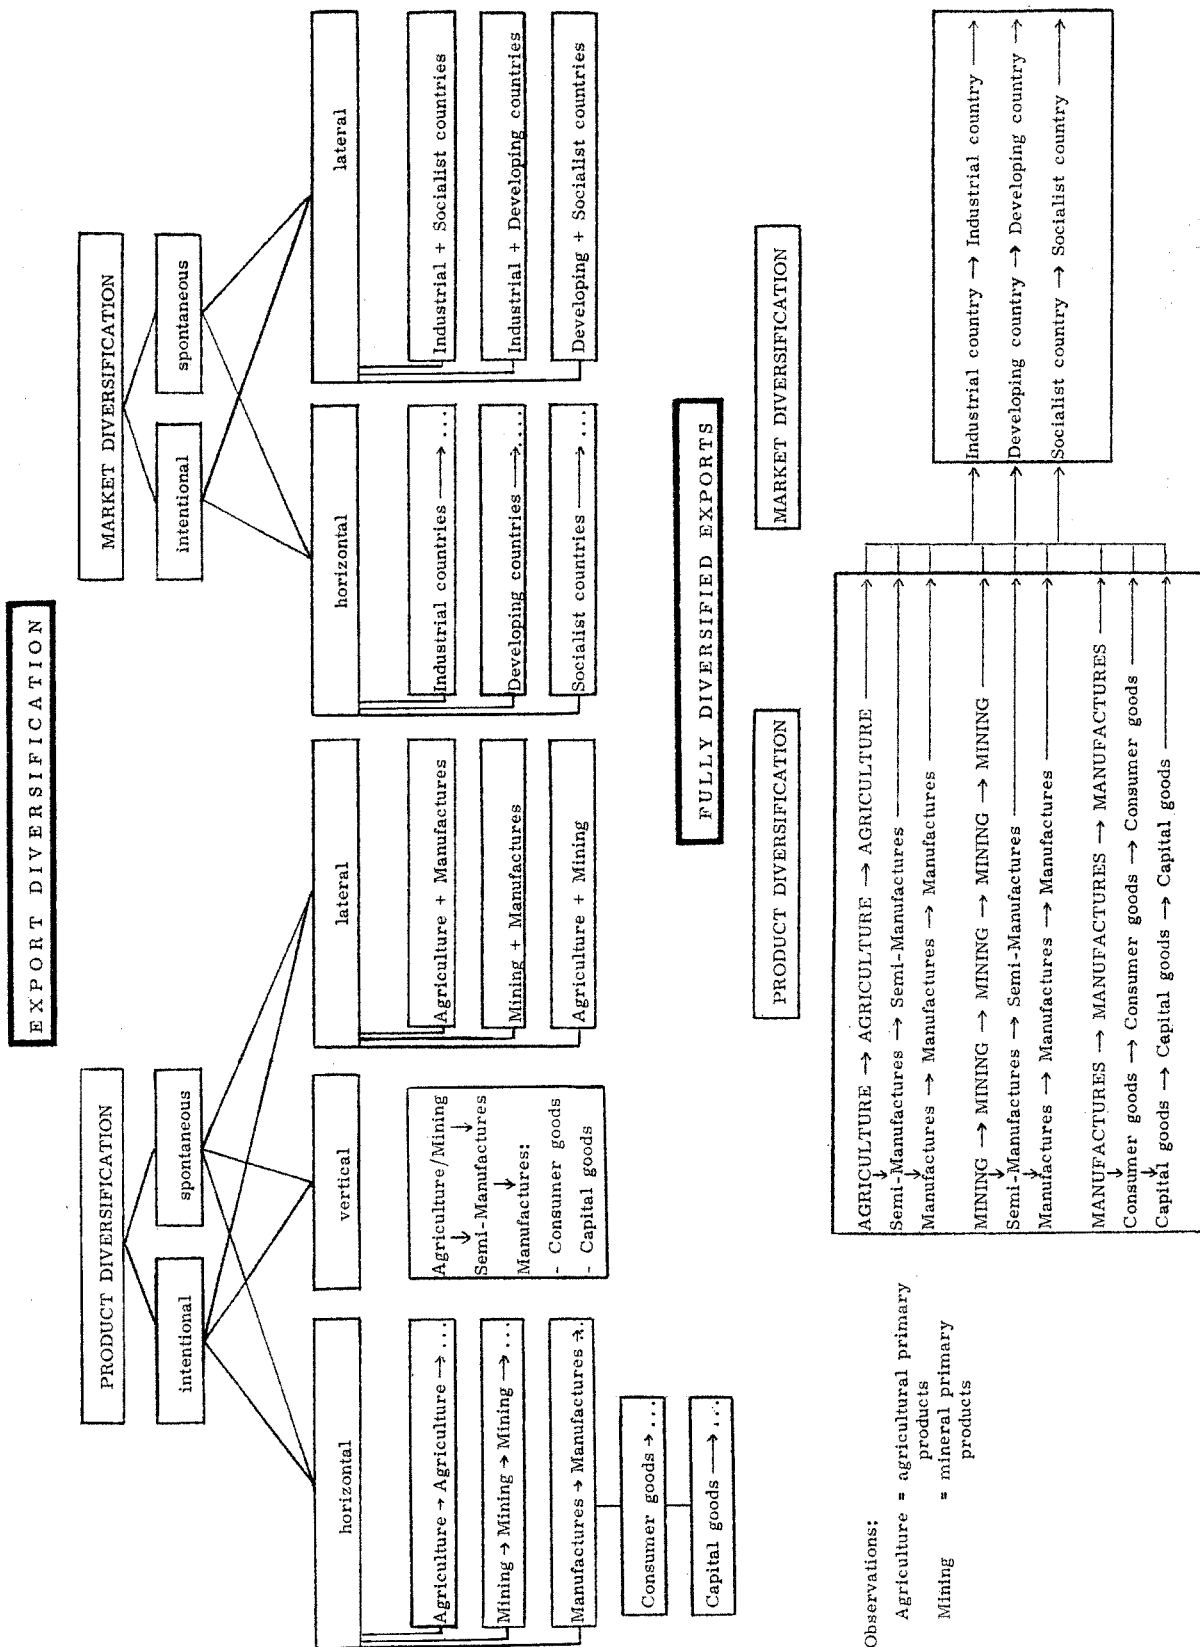 EXPORT DIVERSIFICATION
PRODUCT DIVERSIFICATION
MARKET DIVERSIFICATION
intentional
spontaneous
intentional
spontaneous
horizontal
vertical
lateral
horizontal
lateral
Agriculture → Agriculture → ...
Mining → Mining → Mining → ...
Manufactures → Manufactures → ..
Consumer goods → ...
Capital goods → ...
Agriculture/Mining
↓ ↓
Semi-Manufactures
↓
Manufactures:
- Consumer goods
- Capital goods
Agriculture + Manufactures
Mining + Manufactures
Agriculture + Mining
Industrial countries → ...
Developing countries → ...
Socialist countries → ...
Industrial + Socialist countries
Industrial + Developing countries
Developing + Socialist countries
FULLY DIVERSIFIED EXPORTS
PRODUCT DIVERSIFICATION
MARKET DIVERSIFICATION
AGRICULTURE → AGRICULTURE → AGRICULTURE →
↓
Semi-Manufactures → Semi-Manufactures →
↓
Manufactures → Manufactures → Manufactures →
MINING → MINING → MINING → MINING →
↓
Semi-Manufactures → Semi-Manufactures →
↓
Manufactures → Manufactures → Manufactures →
MANUFACTURES → MANUFACTURES → MANUFACTURES →
↓
Consumer goods → Consumer goods → Consumer goods →
↓
Capital goods → Capital goods → Capital goods →
Industrial country → Industrial country →
Developing country → Developing country →
Socialist country → Socialist country →
Observations:
Agriculture = agricultural primary
products
Mining = mineral primary
products